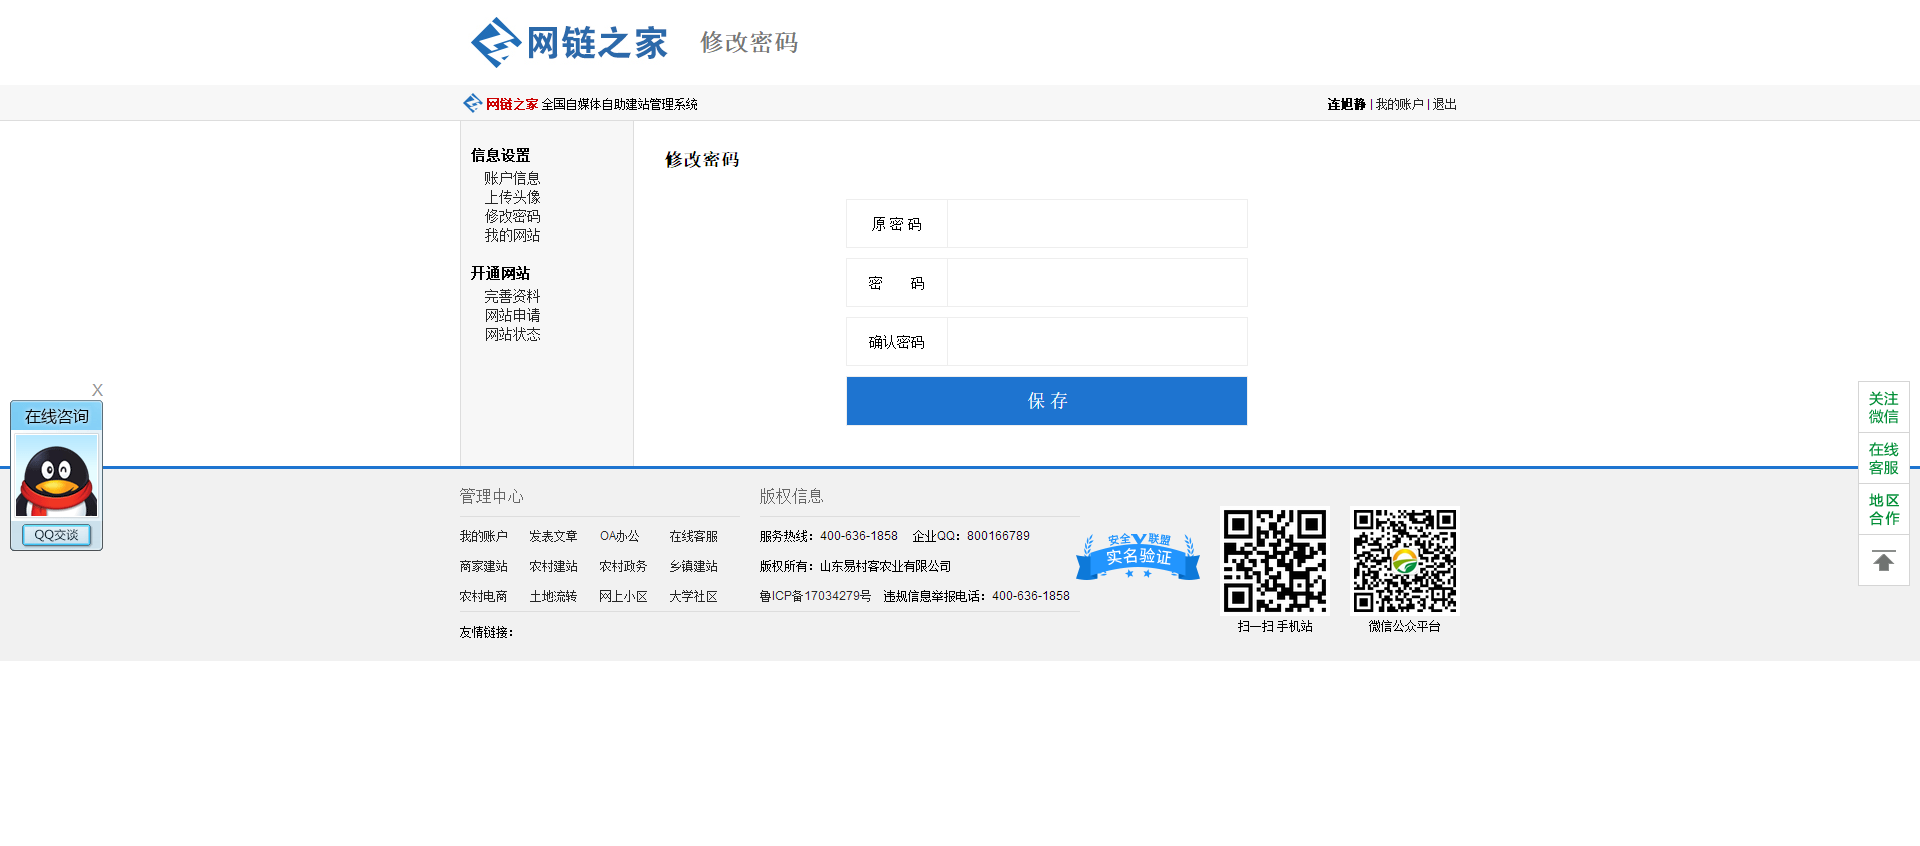 网链之家 修改密码
网链之家 全国自媒体自助建站管理系统
连旭静 | 我的账户 | 退出
信息设置
账户信息
上传头像
修改密码
我的网站
开通网站
完善资料
网站申请
网站状态
修改密码
原 密 码
密 码
确认密码
保 存
X
在线咨询
QQ交谈
关注
微信
在线
客服
地区
合作
管理中心
我的账户 发表文章 OA办公 在线客服
商家建站 农村建站 农村政务 乡镇建站
农村电商 土地流转 网上小区 大学社区
友情链接：
版权信息
服务热线：400-636-1858 企业QQ：800166789
版权所有：山东易村客农业有限公司
鲁ICP备17034279号 违规信息举报电话：400-636-1858
安全 联盟
实名验证
扫一扫 手机站
微信公众平台